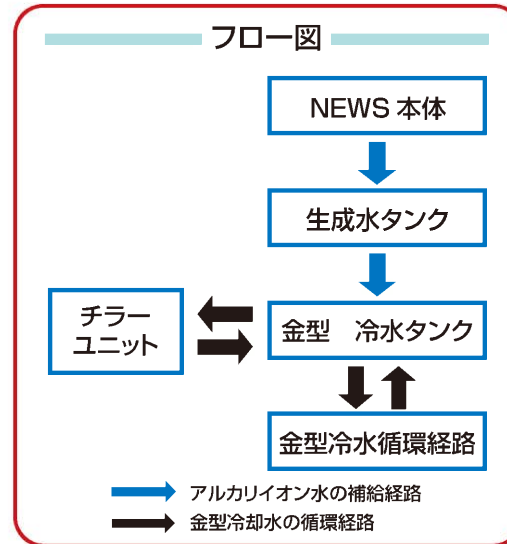 フロー図
NEWS 本体
生成水タンク
チラー
ユニット
金型　冷水タンク
金型冷水循環経路
アルカリイオン水の補給経路
金型冷却水の循環経路